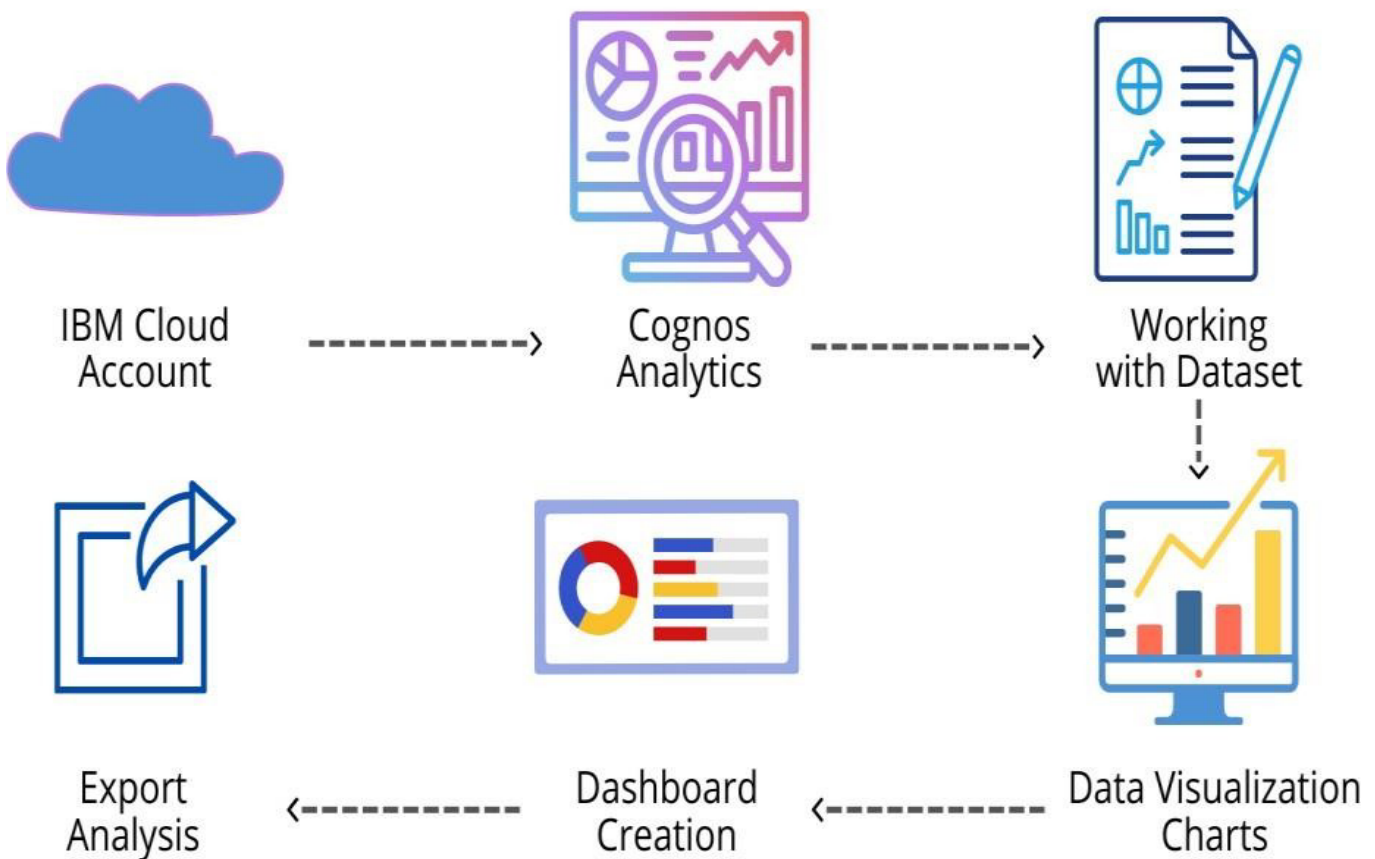 IBM Cloud
Account
Cognos
Analytics
Working
with Dataset
Export
Analysis
Dashboard
Creation
Data Visualization
Charts